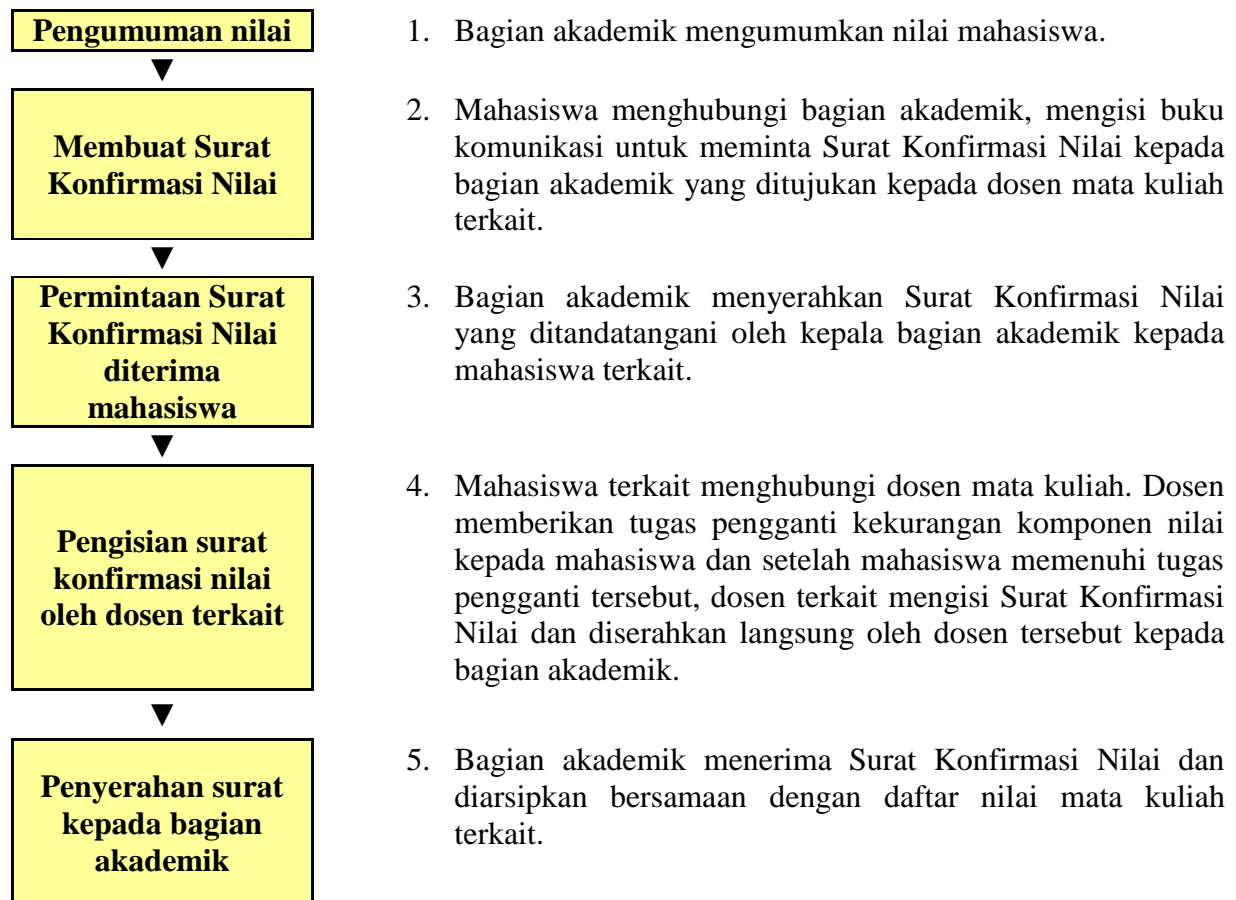 Pengumuman nilai
1. Bagian akademik mengumumkan nilai mahasiswa.
▼
Membuat Surat
Konfirmasi Nilai
2. Mahasiswa menghubungi bagian akademik, mengisi buku
komunikasi untuk meminta Surat Konfirmasi Nilai kepada
bagian akademik yang ditujukan kepada dosen mata kuliah
terkait.
▼
Permintaan Surat
Konfirmasi Nilai
diterima
mahasiswa
3. Bagian akademik menyerahkan Surat Konfirmasi Nilai
yang ditandatangani oleh kepala bagian akademik kepada
mahasiswa terkait.
▼
Pengisian surat
konfirmasi nilai
oleh dosen terkait
4. Mahasiswa terkait menghubungi dosen mata kuliah. Dosen
memberikan tugas pengganti kekurangan komponen nilai
kepada mahasiswa dan setelah mahasiswa memenuhi tugas
pengganti tersebut, dosen terkait mengisi Surat Konfirmasi
Nilai dan diserahkan langsung oleh dosen tersebut kepada
bagian akademik.
▼
Penyerahan surat
kepada bagian
akademik
5. Bagian akademik menerima Surat Konfirmasi Nilai dan
diarsipkan bersamaan dengan daftar nilai mata kuliah
terkait.